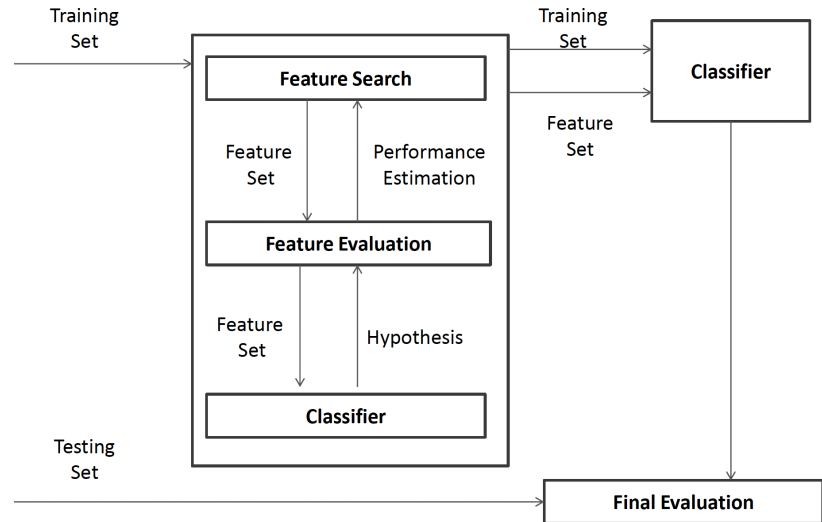 Training
Set
Feature Search
Feature
Set
Performance
Estimation
Feature Evaluation
Feature
Set
Hypothesis
Classifier
Training
Set
Feature
Set
Classifier
Testing
Set
Final Evaluation